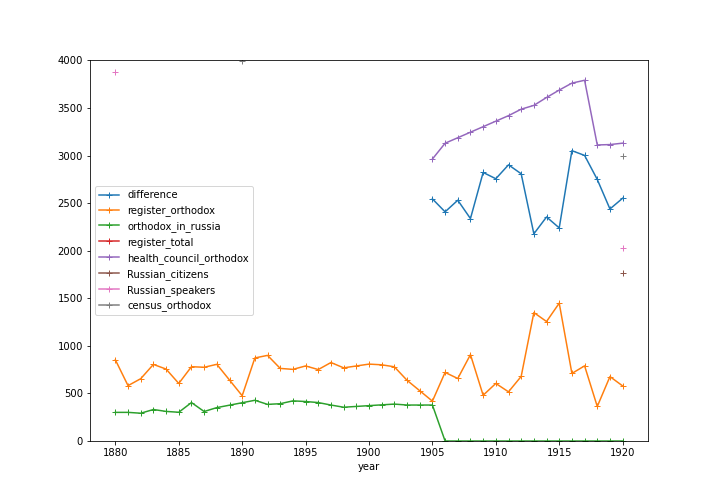 4000
3500
3000
2500
2000
1500
1000
500
0
difference
register_orthodox
orthodox_in_russia
register_total
health_council_orthodox
Russian_citizens
Russian_speakers
census_orthodox
1880 1885 1890 1895 1900 1905 1910 1915 1920
year